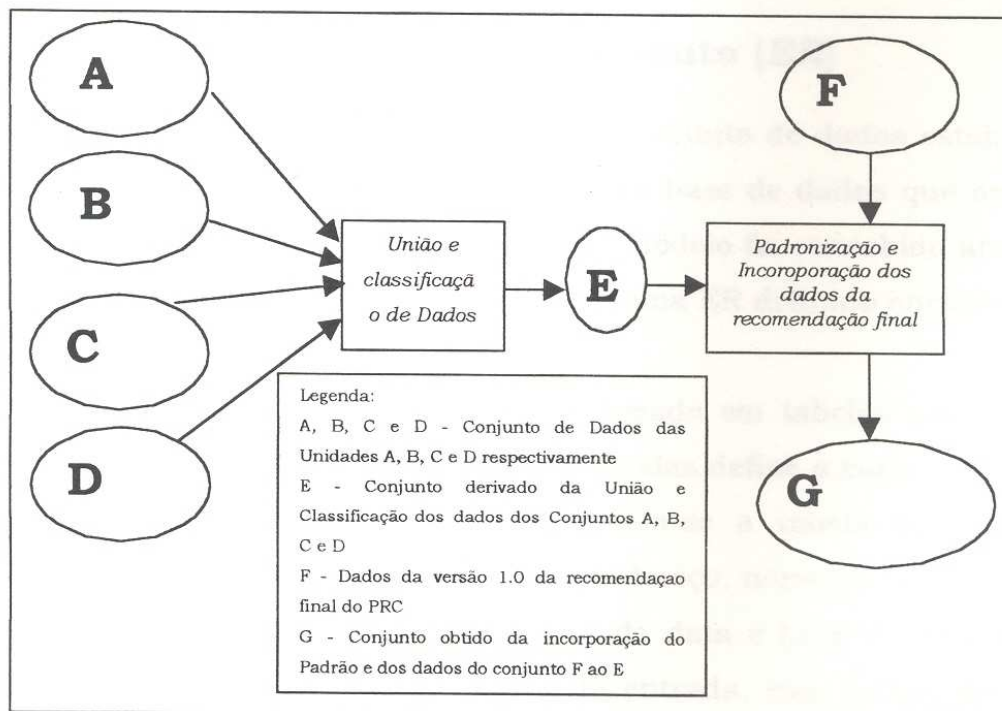 A
B
C
D
União e
classificaçã
o de Dados
E
F
Padronização e
Incoroporação dos
dados da
recomendação final
G
Legenda:
A, B, C e D - Conjunto de Dados das
Unidades A, B, C e D respectivamente
E - Conjunto derivado da União e
Classificação dos dados dos Conjuntos A, B,
C e D
F - Dados da versão 1.0 da recomendaçao
final do PRC
G - Conjunto obtido da incorporação do
Padrão e dos dados do conjunto F ao E